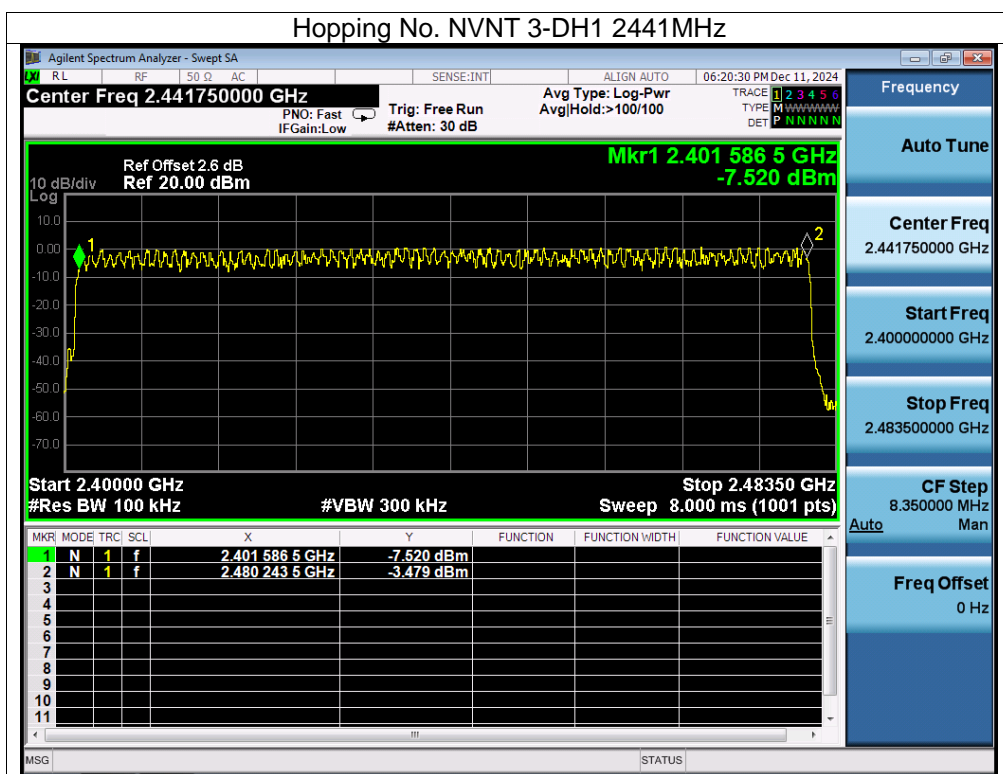 Hopping No. NVNT 3-DH1 2441MHz
Agilent Spectrum Analyzer - Swept SA
LXI RL RF 50 Ω AC SENSE:INT ALIGN AUTO 06:20:30 PM Dec 11, 2024
Center Freq 2.441750000 GHz
PNO: Fast
IFGain:Low
Trig: Free Run
#Atten: 30 dB
Avg Type: Log-Pwr
Avg|Hold:>100/100
TRACE 1 2 3 4 5 6
TYPE M WWWWW
DET P N N N N N
Ref Offset 2.6 dB
10 dB/div Ref 20.00 dBm
Log
Mkr1 2.401 586 5 GHz
-7.520 dBm
10.0
0.00
-10.0
-20.0
-30.0
-40.0
-50.0
-60.0
-70.0
1
2
Start 2.40000 GHz Stop 2.48350 GHz
#Res BW 100 kHz #VBW 300 kHz Sweep 8.000 ms (1001 pts)
MKR MODE TRC SCL X Y FUNCTION FUNCTION WIDTH FUNCTION VALUE
1 N 1 f 2.401 586 5 GHz -7.520 dBm
2 N 1 f 2.480 243 5 GHz -3.479 dBm
3
4
5
6
7
8
9
10
11
MSG STATUS
Frequency
Auto Tune
Center Freq
2.441750000 GHz
Start Freq
2.400000000 GHz
Stop Freq
2.483500000 GHz
CF Step
8.350000 MHz
Auto Man
Freq Offset
0 Hz